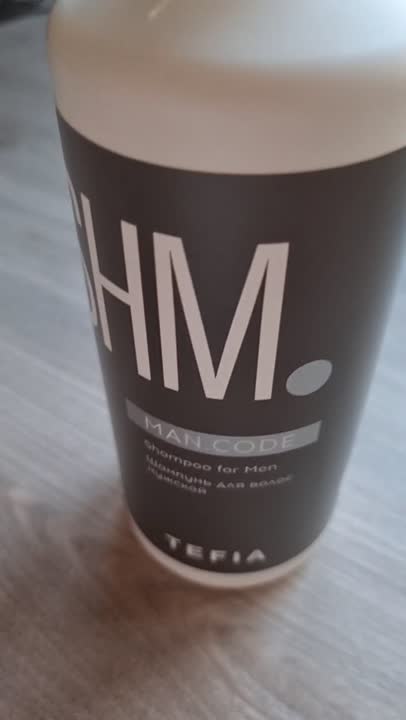 SHM.
MAN.CODE
Shampoo for Men
Шампунь для волос
мужской
TEFIA